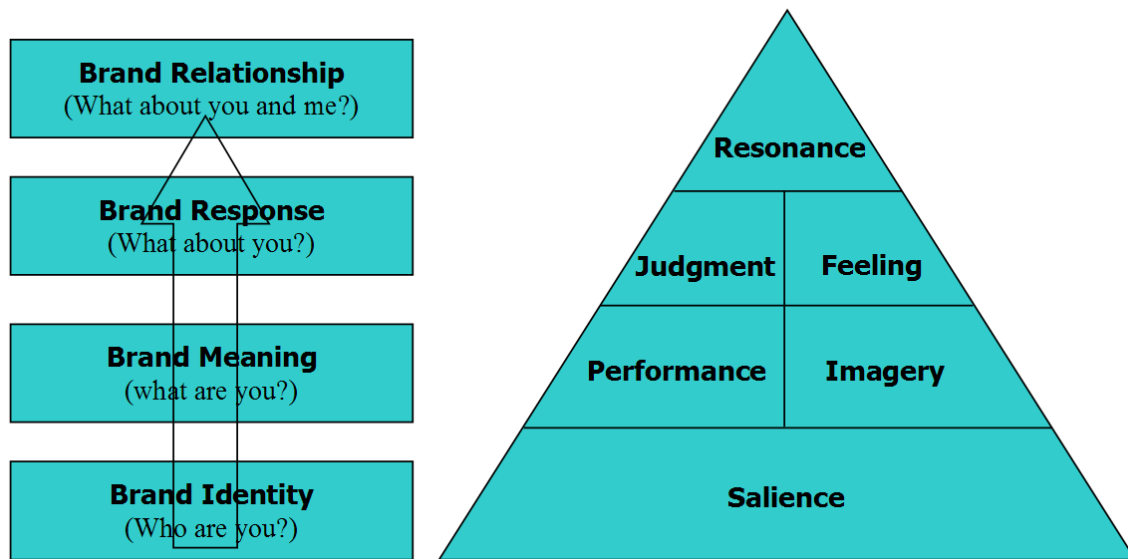 Brand Relationship
(What about you and me?)
Brand Response
(What about you?)
Brand Meaning
(what are you?)
Brand Identity
(Who are you?)
Resonance
Judgment
Feeling
Performance
Imagery
Salience